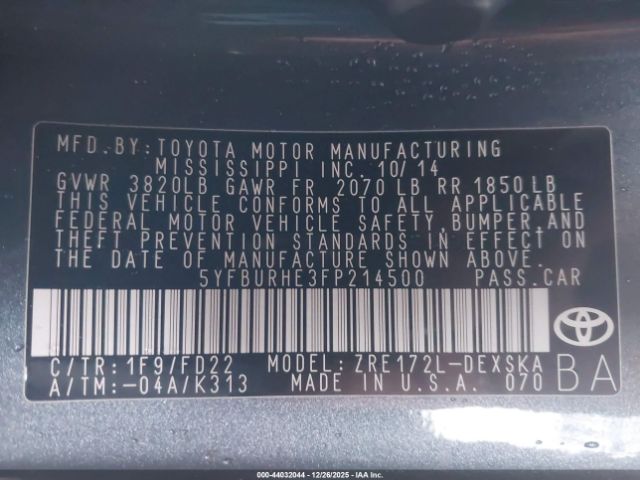 MFD. BY: TOYOTA MOTOR MANUFACTURING
MISSISSIPPI INC. 10/14
GVWR 3820LB GAWR FR 2070 LB RR 1850 LB
THIS VEHICLE CONFORMS TO ALL APPLICABLE
FEDERAL MOTOR VEHICLE SAFETY, BUMPER, AND
THEFT PREVENTION STANDARDS IN EFFECT ON
THE DATE OF MANUFACTURE SHOWN ABOVE.
5YFBURHE3FP214500 PASS. CAR
C/TR: 1F9/FD22 MODEL: ZRE172L-DEXSKA
A/TM: -04A/K313 MADE IN U.S.A. 070
BA
000-44032044 - 12/26/2025 - IAA Inc.